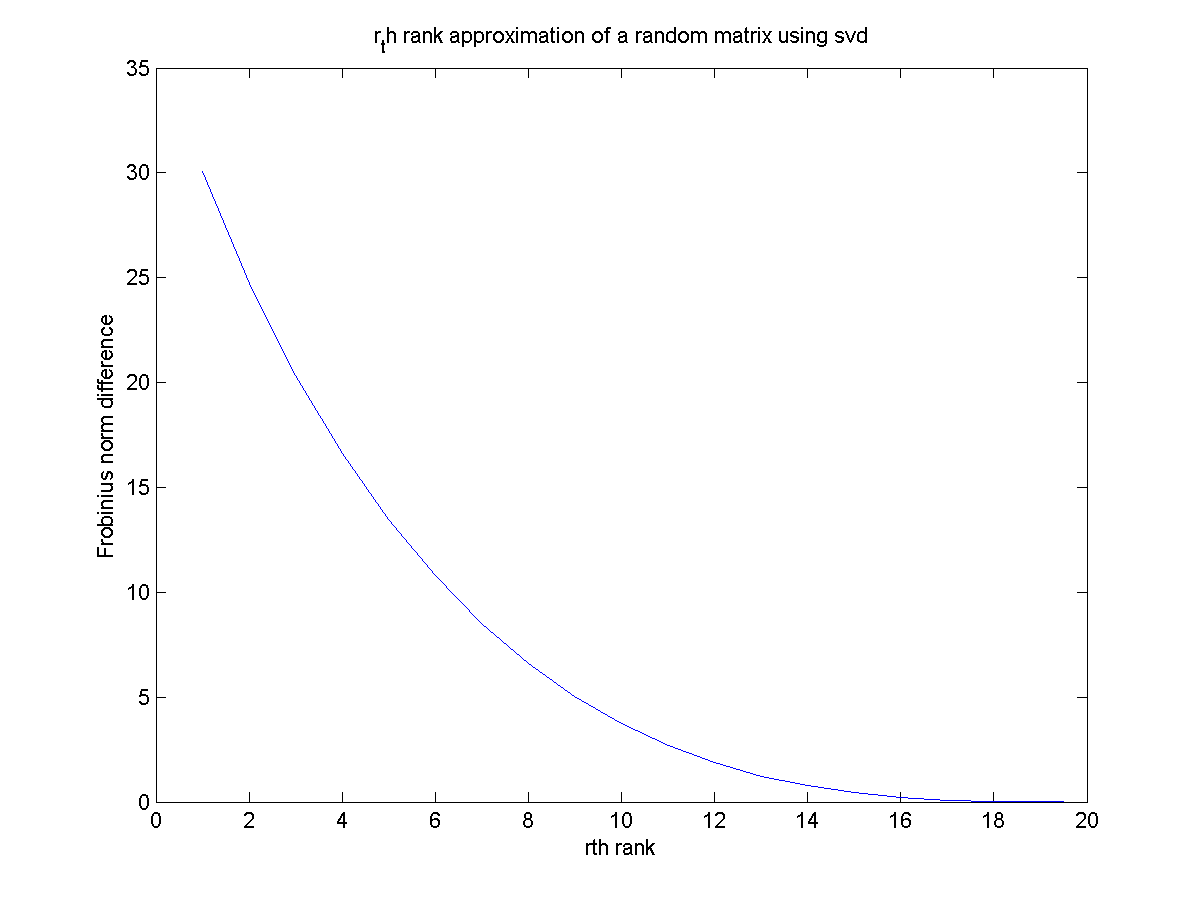 r_th rank approximation of a random matrix using svd
35
30
25
20
15
10
5
0
Frobinius norm difference
0 2 4 6 8 10 12 14 16 18 20
rth rank